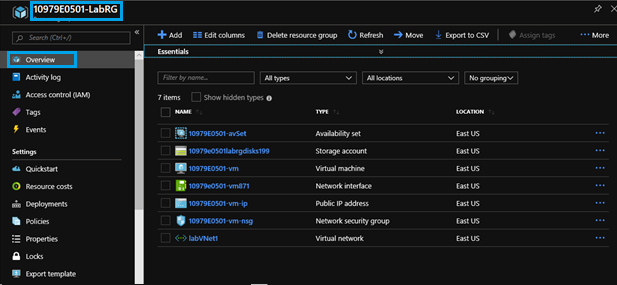 10979E0501-LabRG
Search (Ctrl+/)
Overview
Activity log
Access control (IAM)
Tags
Events
Settings
Quickstart
Resource costs
Deployments
Policies
Properties
Locks
Export template
Add Edit columns Delete resource group Refresh Move Export to CSV Assign tags More
Essentials
Filter by name... All types All locations No grouping
7 items Show hidden types
NAME TYPE LOCATION
10979E0501-avSet Availability set East US
10979e0501labrgdisks199 Storage account East US
10979E0501-vm Virtual machine East US
10979e0501-vm871 Network interface East US
10979E0501-vm-ip Public IP address East US
10979E0501-vm-nsg Network security group East US
labVNet1 Virtual network East US